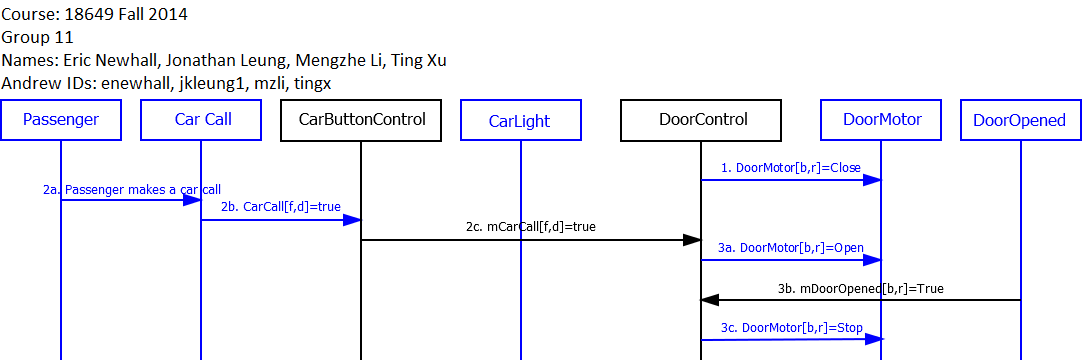 Course: 18649 Fall 2014
Group 11
Names: Eric Newhall, Jonathan Leung, Mengzhe Li, Ting Xu
Andrew IDs: enewhall, jkleung1, mzli, tingx
Passenger
Car Call
CarButtonControl
CarLight
DoorControl
DoorMotor
DoorOpened
1. DoorMotor[b,r]=Close
2a. Passenger makes a car call
2b. CarCall[f,d]=true
2c. mCarCall[f,d]=true
3a. DoorMotor[b,r]=Open
3b. mDoorOpened[b,r]=True
3c. DoorMotor[b,r]=Stop